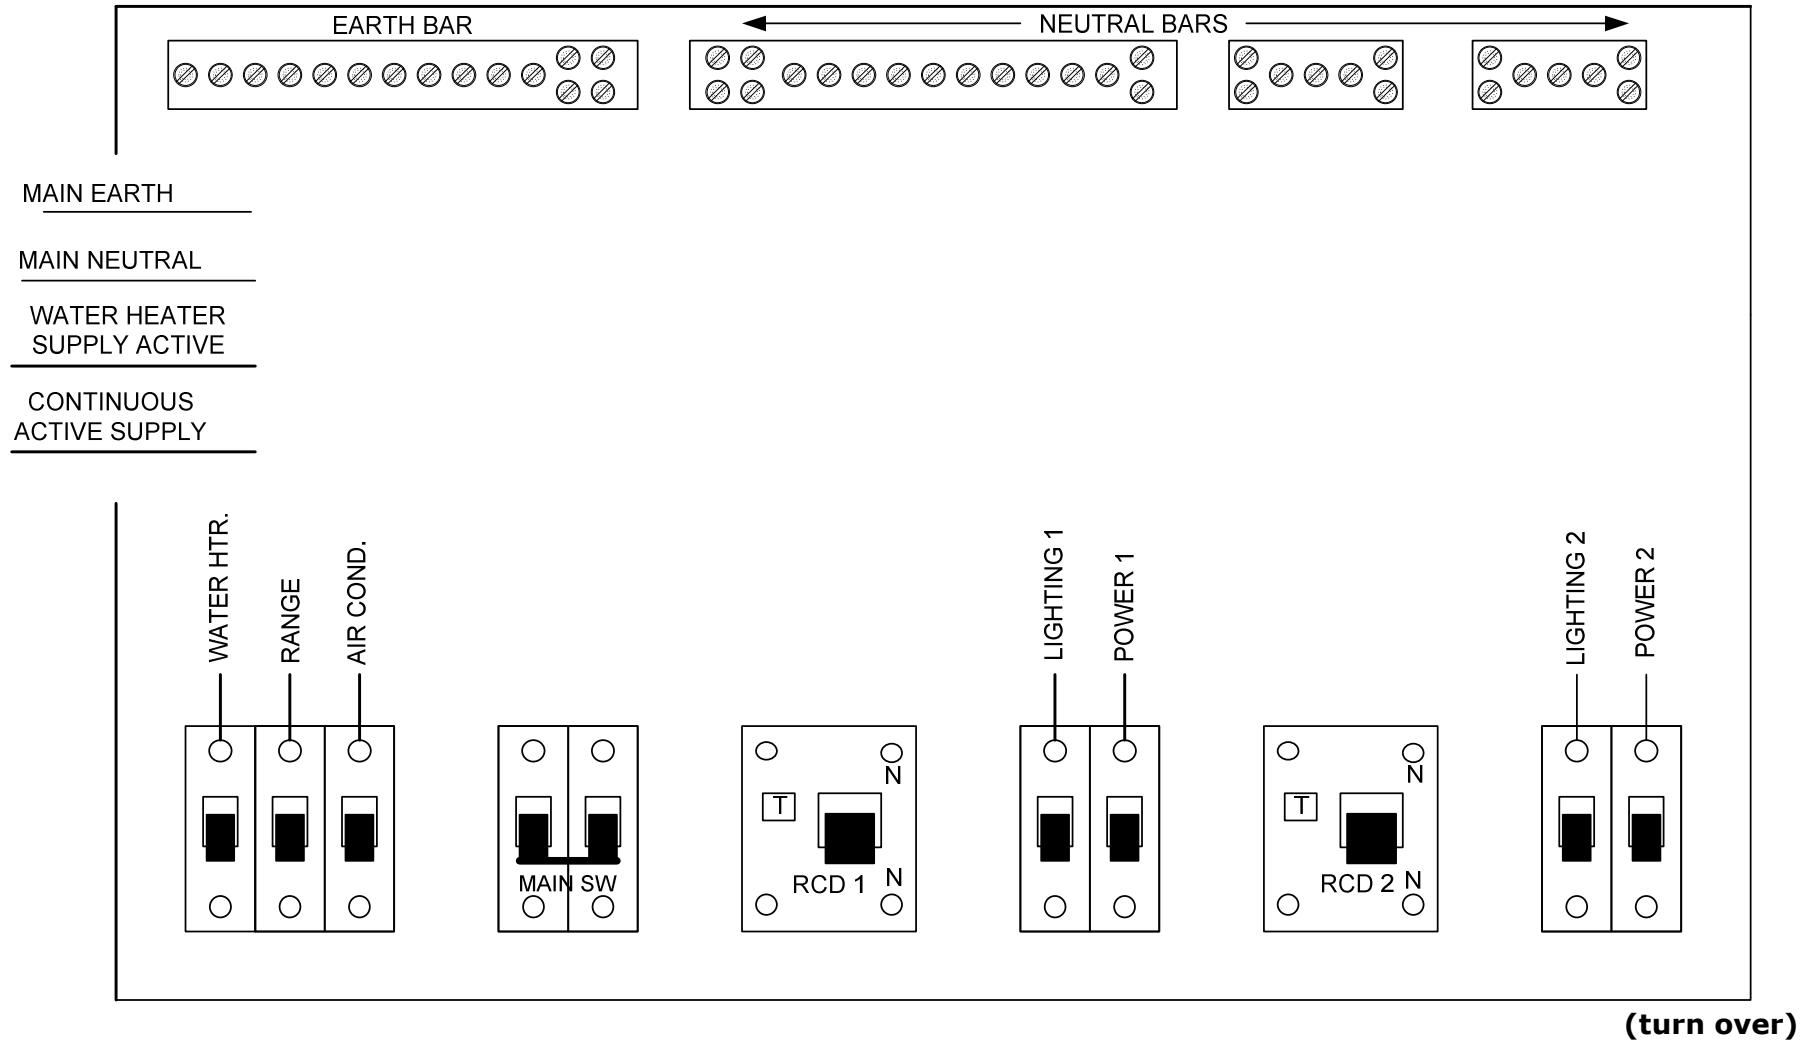 EARTH BAR
NEUTRAL BARS
MAIN EARTH
MAIN NEUTRAL
WATER HEATER
SUPPLY ACTIVE
CONTINUOUS
ACTIVE SUPPLY
WATER HTR.
RANGE
AIR COND.
LIGHTING 1
POWER 1
LIGHTING 2
POWER 2
MAIN SW
T
N
RCD 1
N
T
N
RCD 2
N
(turn over)